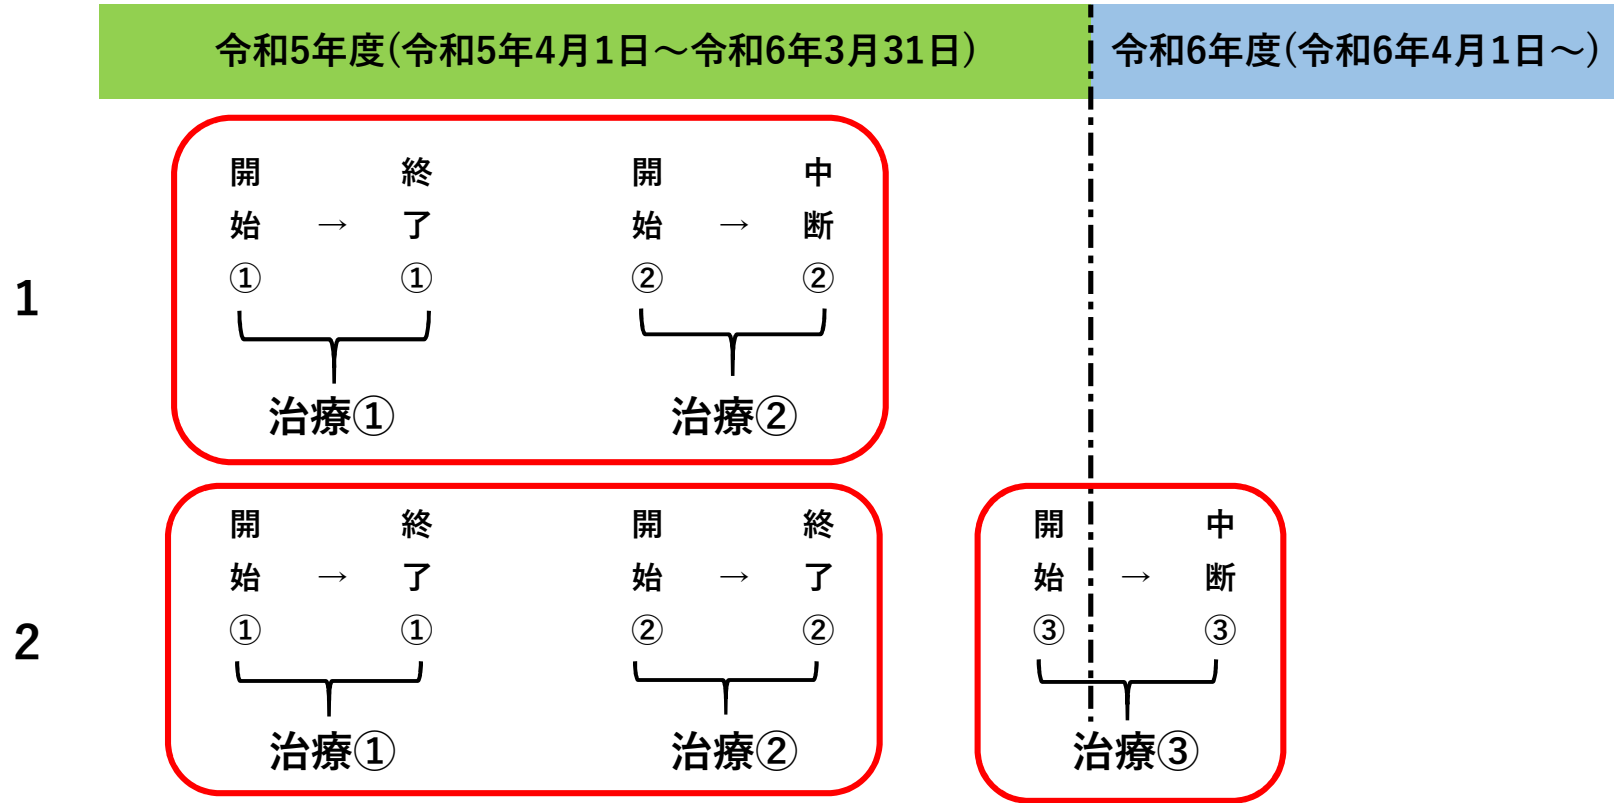 令和5年度(令和5年4月1日～令和6年3月31日)
令和6年度(令和6年4月1日～)
1
開始①
→
終了①
開始②
→
中断②
治療①
治療②
2
開始①
→
終了①
開始②
→
終了②
開始③
→
中断③
治療①
治療②
治療③